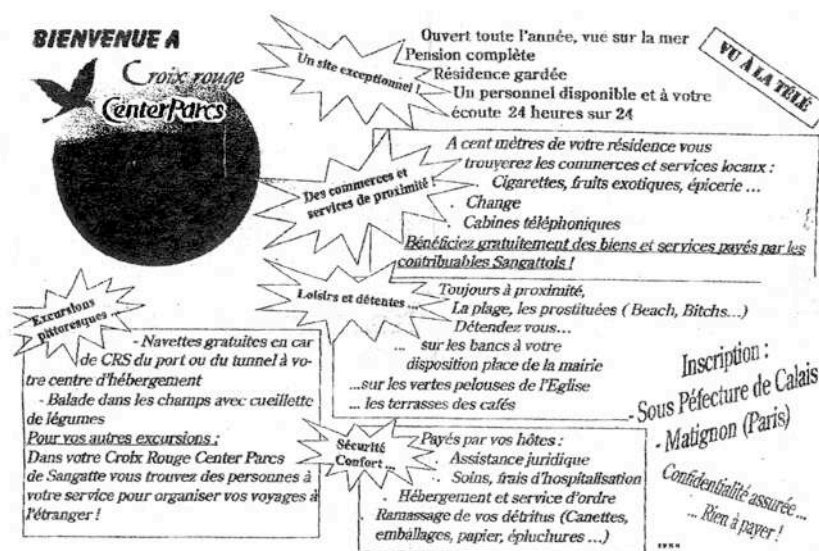 BIENVENUE A
Croix rouge
CenterParcs
Un site exceptionnel !
Ouvert toute l'année, vue sur la mer
Pension complète
Résidence gardée
Un personnel disponible et à votre
écoute 24 heures sur 24
VU À LA TÉLÉ
Des commerces et
services de proximité !
A cent mètres de votre résidence vous
trouverez les commerces et services locaux :
. Cigarettes, fruits exotiques, épicerie ...
. Change
. Cabines téléphoniques
Bénéficiez gratuitement des biens et services payés par les
contribuables Sangattois !
Loisirs et détentes ...
Toujours à proximité,
La plage, les prostituées ( Beach, Bitchs...)
Détendez vous...
... sur les bancs à votre
disposition place de la mairie
...sur les vertes pelouses de l'Eglise
... les terrasses des cafés
Excursions
pittoresques ...
- Navettes gratuites en car
de CRS du port ou du tunnel à vo-
tre centre d'hébergement
- Balade dans les champs avec cueillette
de légumes
Pour vos autres excursions :
Dans votre Croix Rouge Center Parcs
de Sangatte vous trouvez des personnes à
votre service pour organiser vos voyages à
l'étranger !
Sécurité
Confort ...
Payés par vos hôtes :
. Assistance juridique
. Soins, frais d'hospitalisation
. Hébergement et service d'ordre
Ramassage de vos détritus (Canettes,
emballages, papier, épluchures ...)
Inscription :
- Sous Péfecture de Calais
- Matignon (Paris)
Confidentialité assurée ...
... Rien à payer !